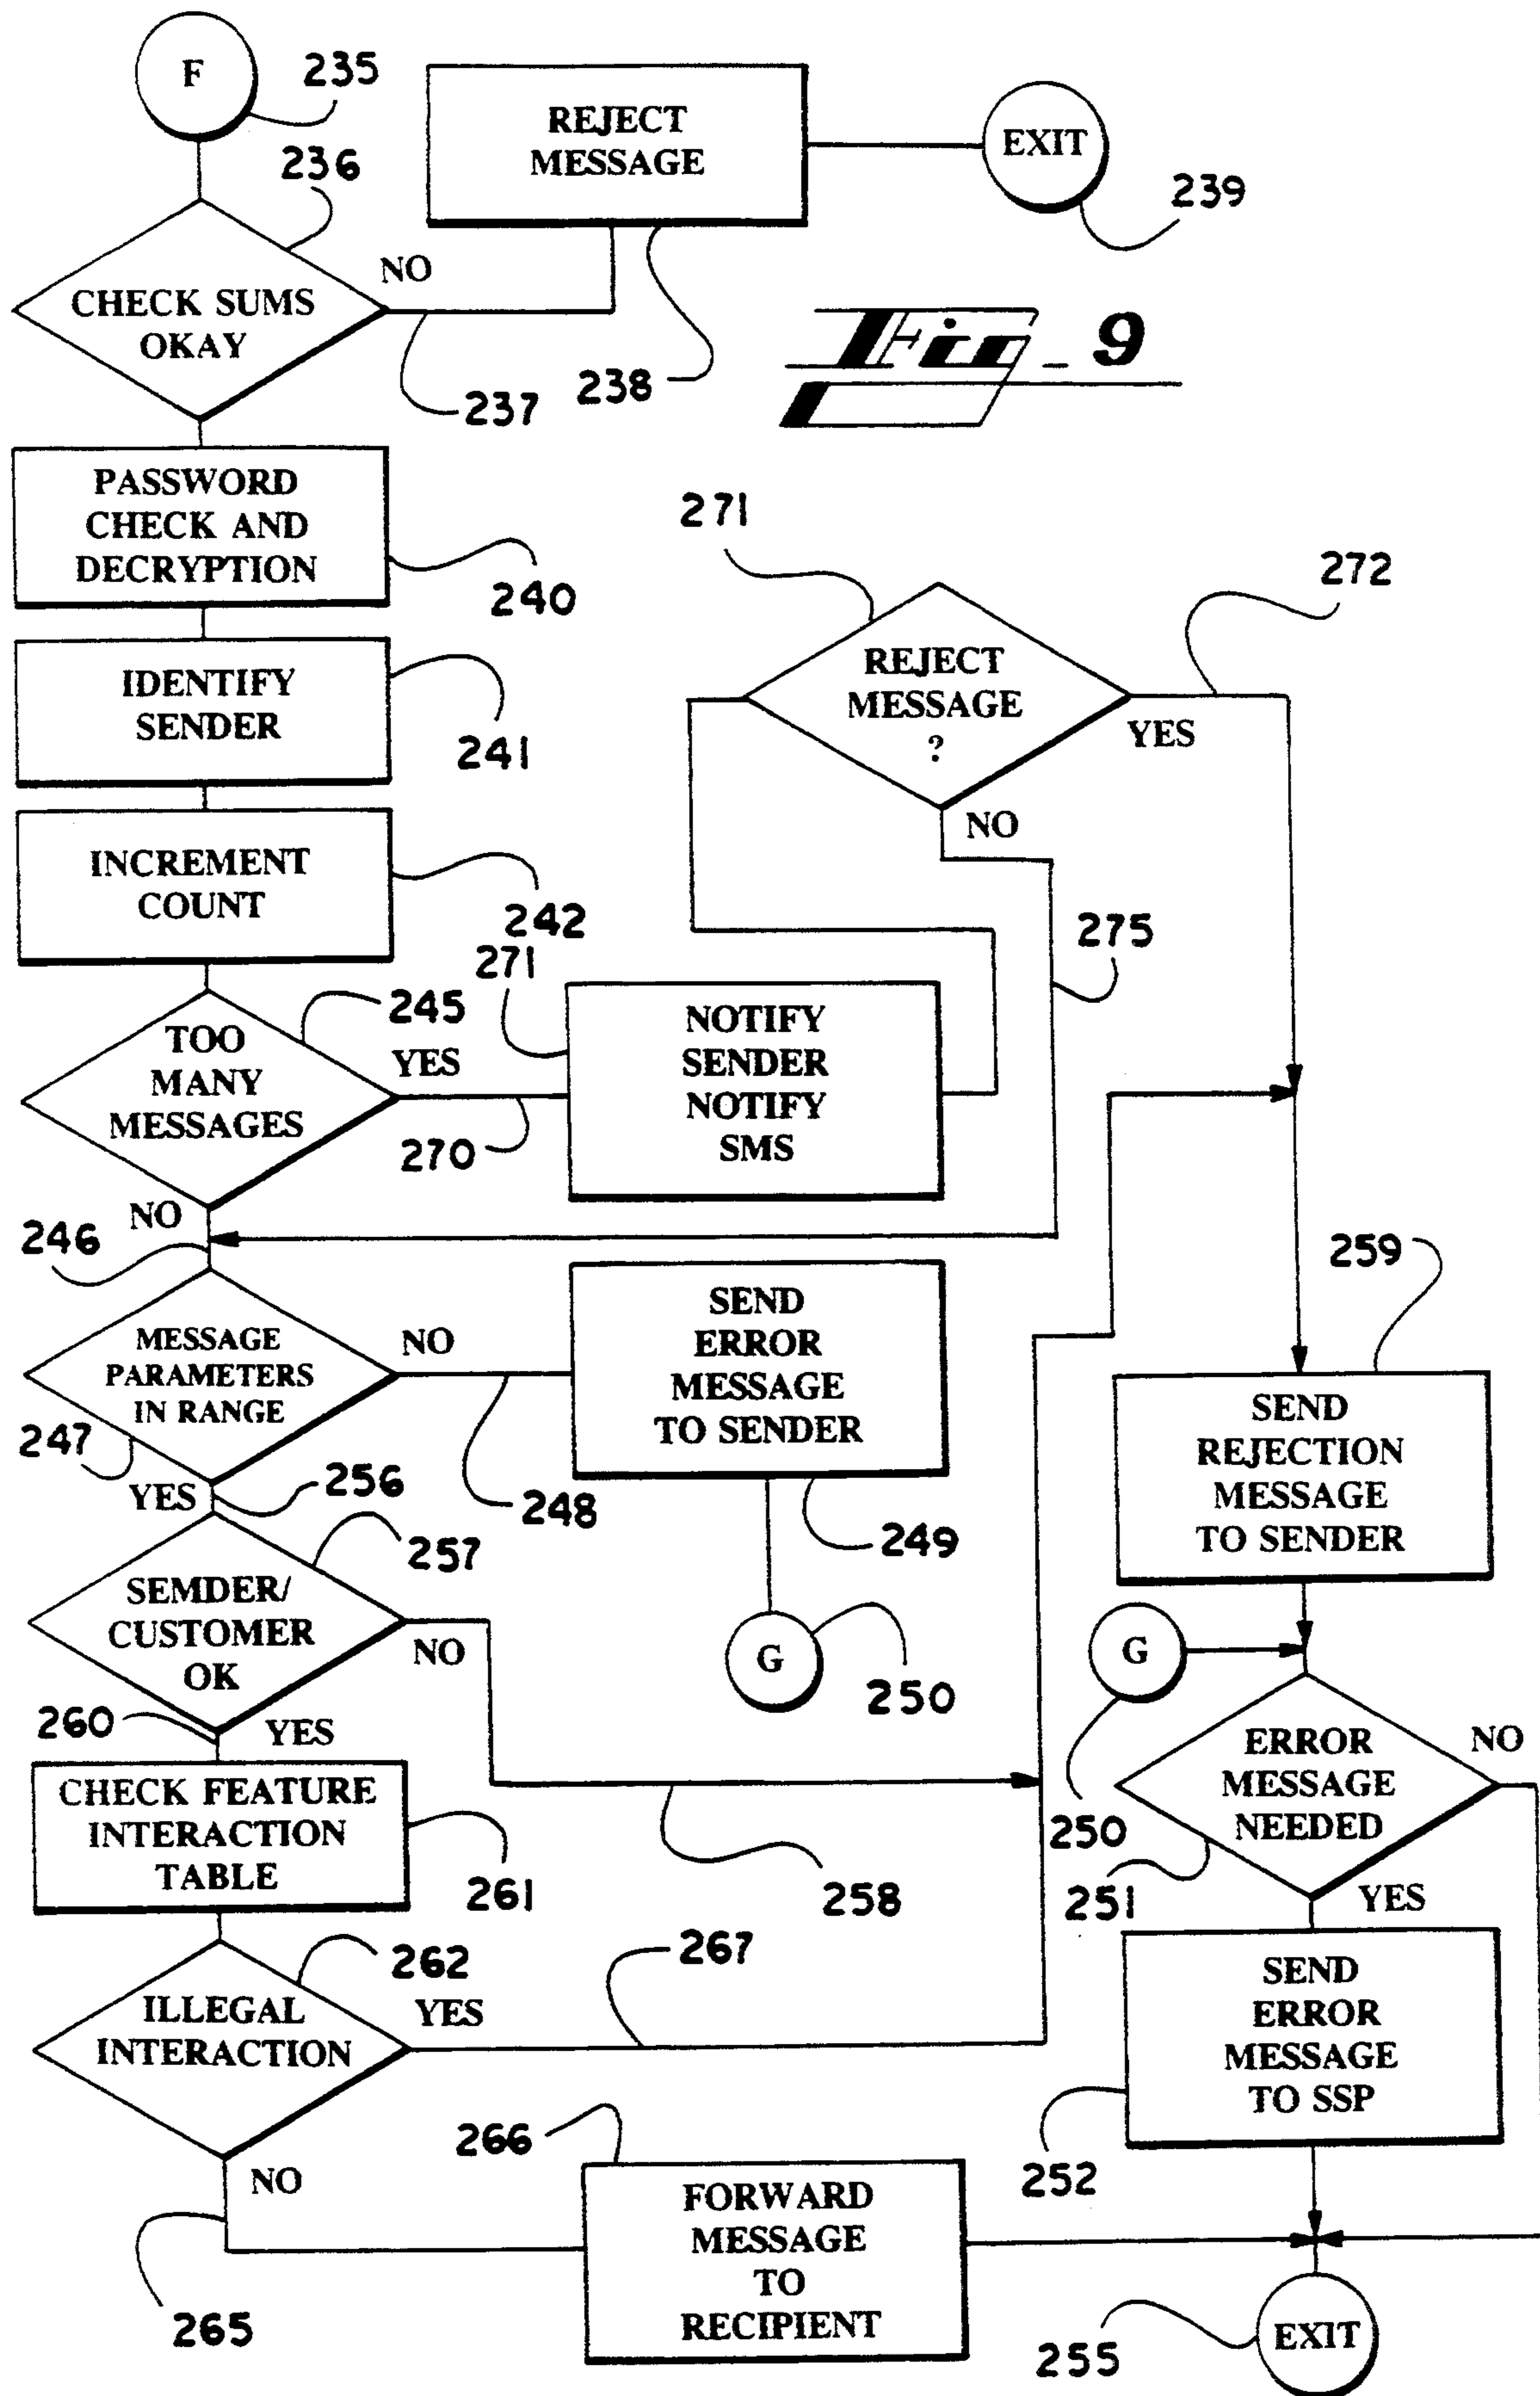 F
235
236
CHECK SUMS
OKAY
NO
237
REJECT
MESSAGE
238
EXIT
239
Fig_9
PASSWORD
CHECK AND
DECRYPTION
240
IDENTIFY
SENDER
241
INCREMENT
COUNT
242
TOO
MANY
MESSAGES
245
YES
270
271
NOTIFY
SENDER
NOTIFY
SMS
271
REJECT
MESSAGE
?
272
YES
NO
275
NO
246
MESSAGE
PARAMETERS
IN RANGE
247
NO
248
SEND
ERROR
MESSAGE
TO SENDER
249
G
250
YES
256
SEMDER/
CUSTOMER
OK
257
NO
258
260
YES
CHECK FEATURE
INTERACTION
TABLE
261
ILLEGAL
INTERACTION
262
YES
267
NO
265
266
FORWARD
MESSAGE
TO
RECIPIENT
259
SEND
REJECTION
MESSAGE
TO SENDER
G
250
ERROR
MESSAGE
NEEDED
251
NO
YES
SEND
ERROR
MESSAGE
TO SSP
252
EXIT
255